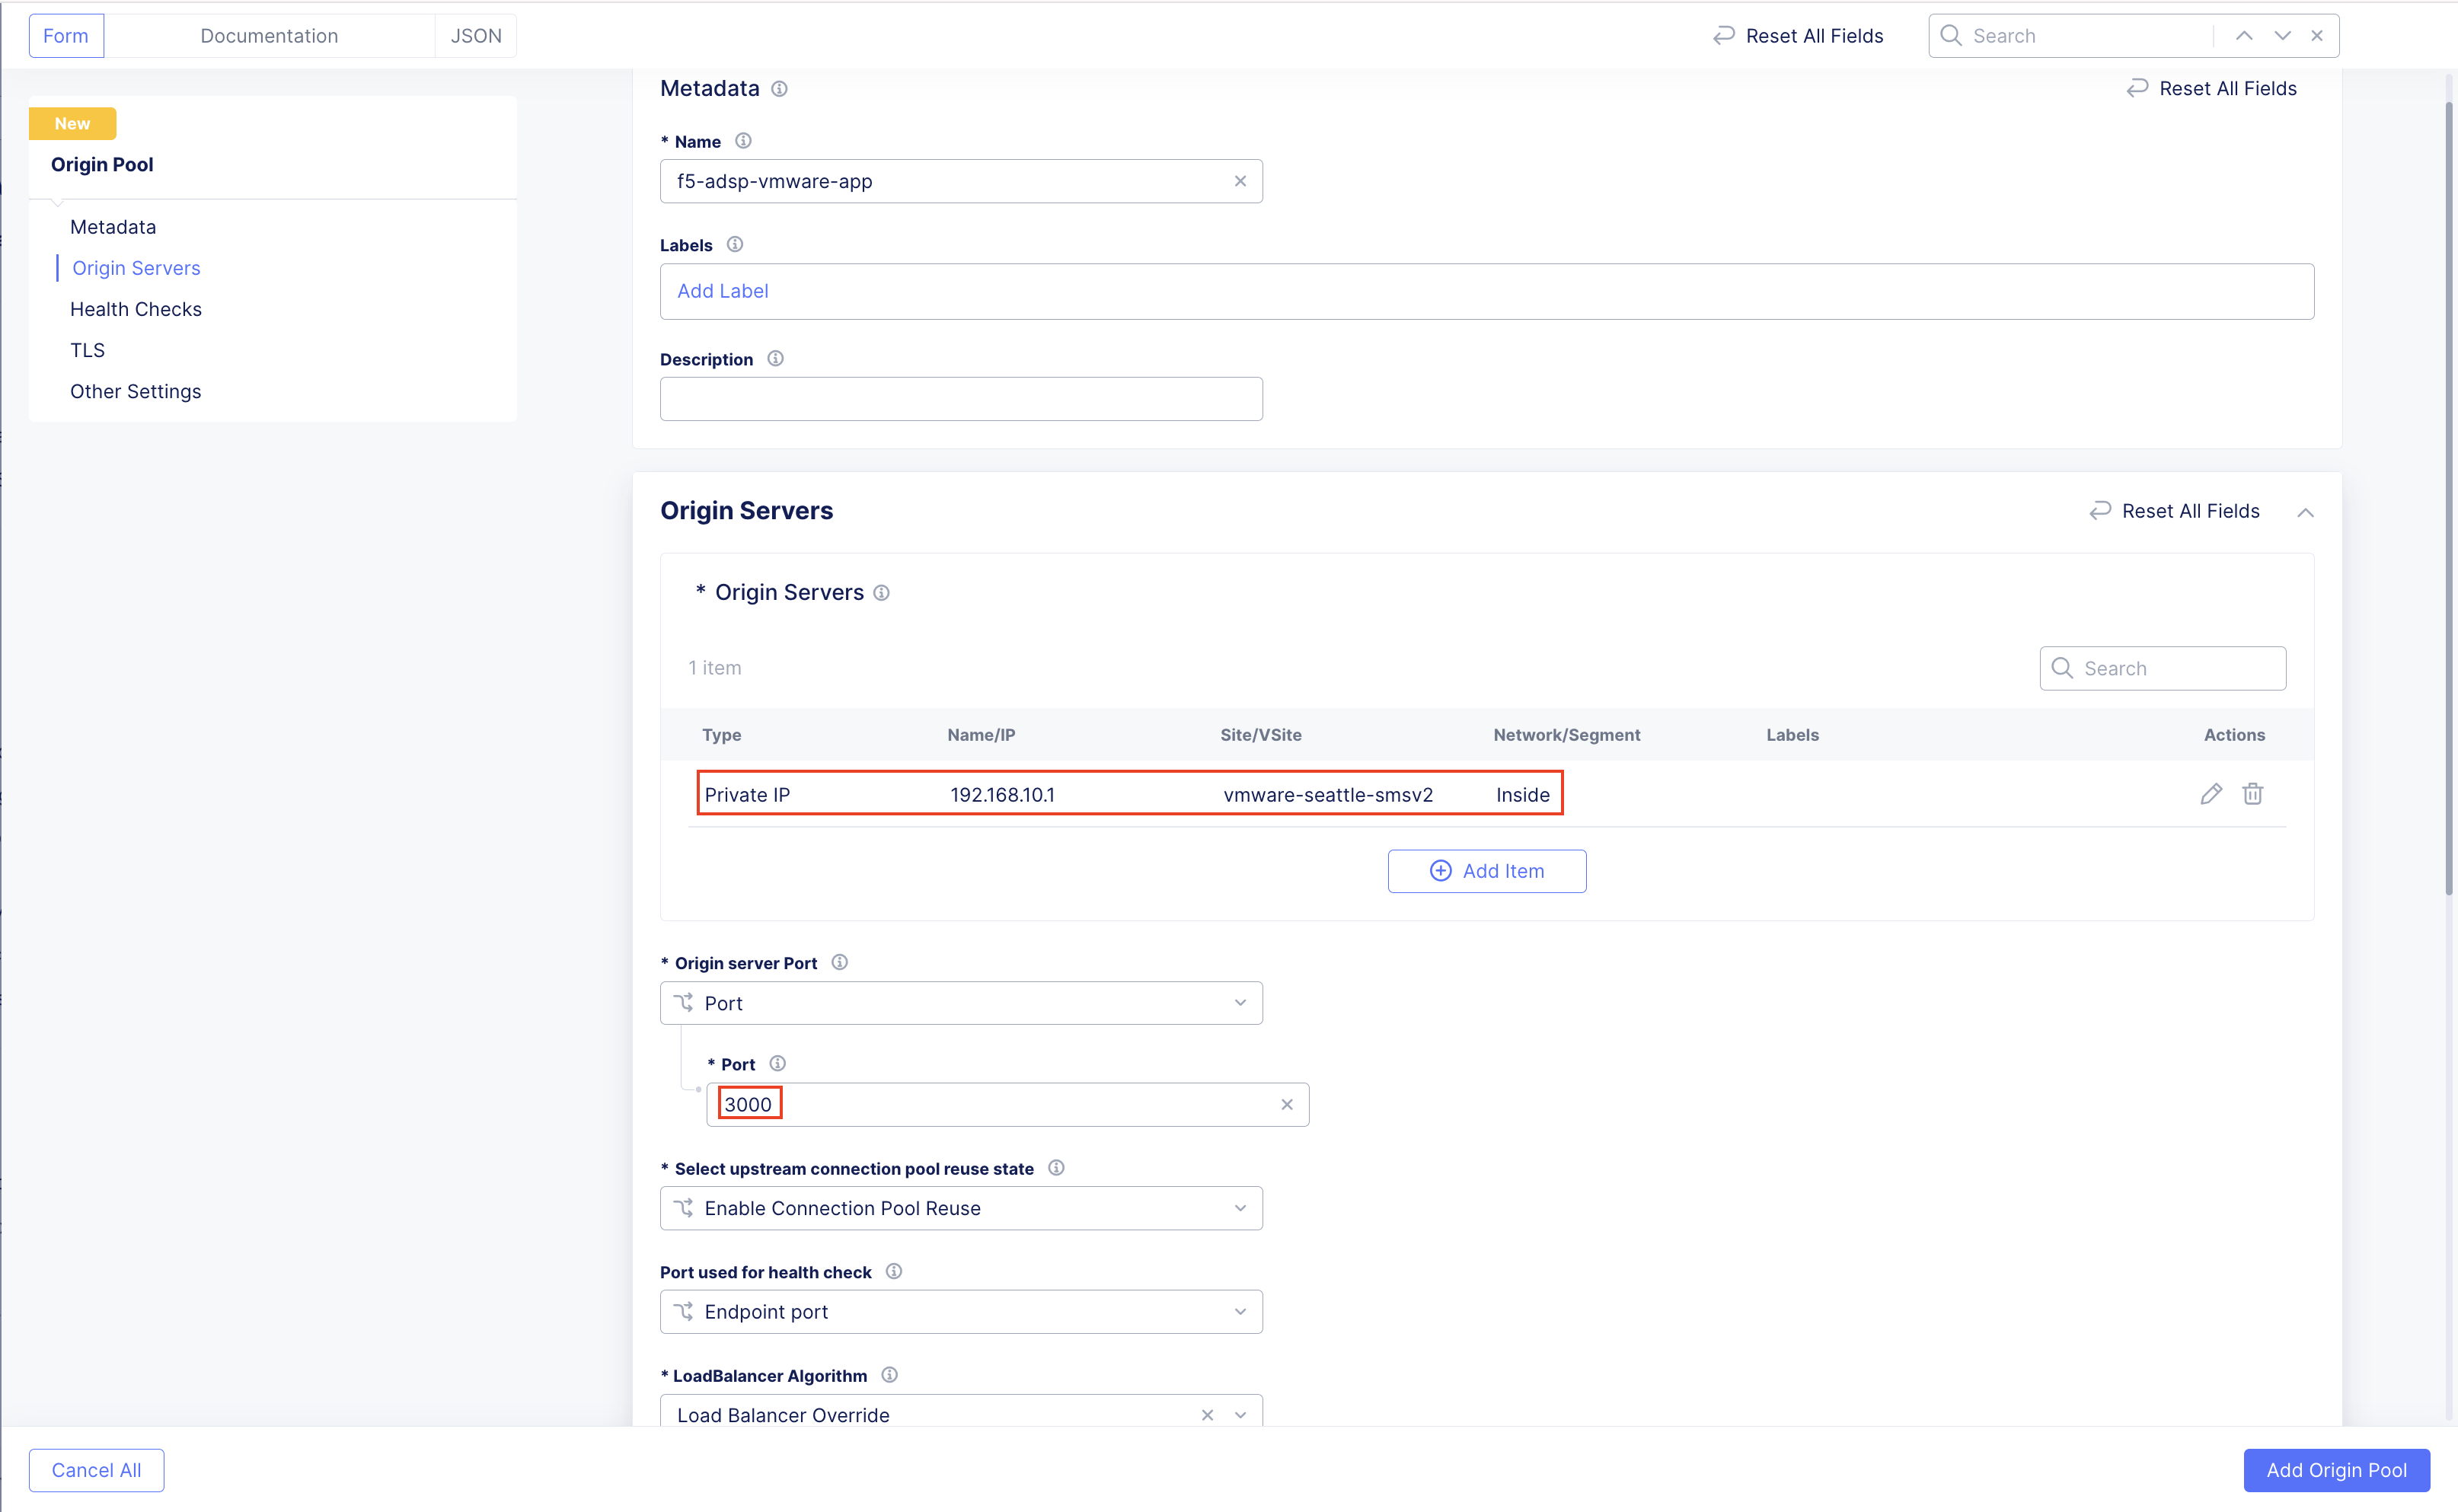 Form Documentation JSON Reset All Fields Search
New
Origin Pool
Metadata
Origin Servers
Health Checks
TLS
Other Settings
Metadata Reset All Fields
* Name
f5-adsp-vmware-app
Labels
Add Label
Description
Origin Servers Reset All Fields
* Origin Servers
1 item Search
Type Name/IP Site/VSite Network/Segment Labels Actions
Private IP 192.168.10.1 vmware-seattle-smsv2 Inside
Add Item
* Origin server Port
Port
* Port
3000
* Select upstream connection pool reuse state
Enable Connection Pool Reuse
Port used for health check
Endpoint port
* LoadBalancer Algorithm
Load Balancer Override
Cancel All Add Origin Pool